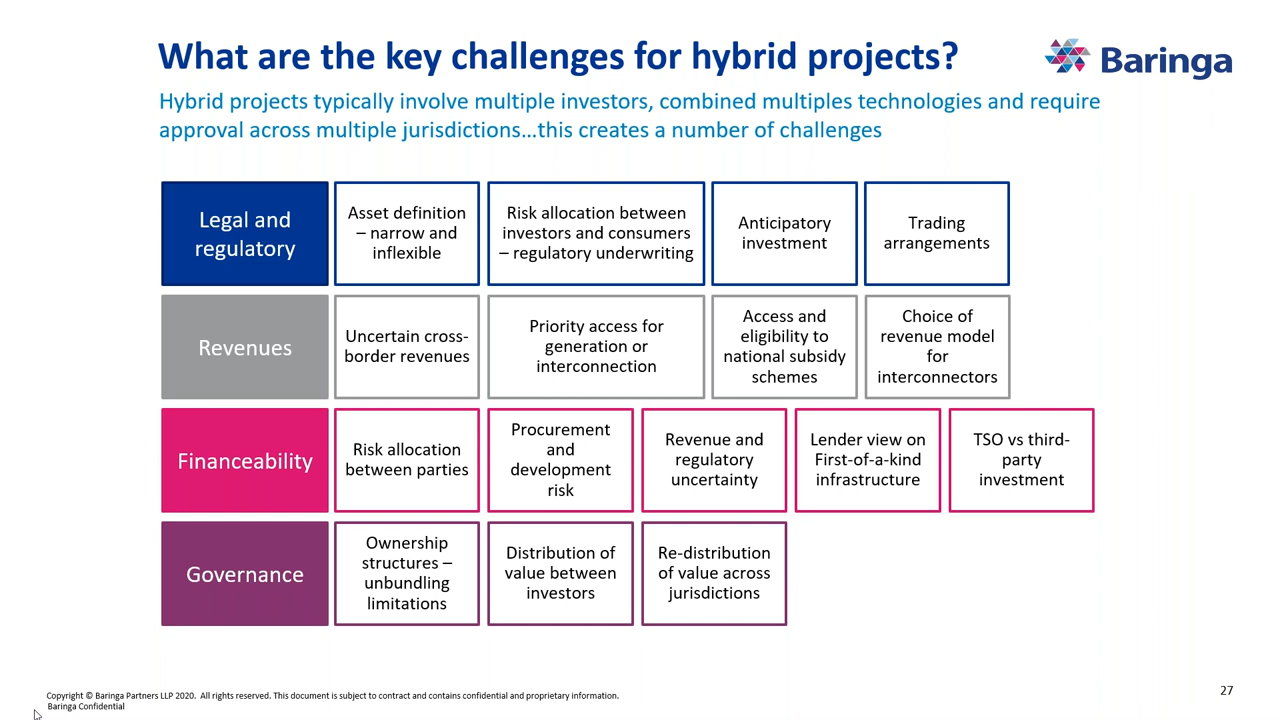 What are the key challenges for hybrid projects?
Baringa
Hybrid projects typically involve multiple investors, combined multiples technologies and require
approval across multiple jurisdictions…this creates a number of challenges
Legal and
regulatory
Asset definition
– narrow and
inflexible
Risk allocation between
investors and consumers
– regulatory underwriting
Anticipatory
investment
Trading
arrangements
Revenues
Uncertain cross-
border revenues
Priority access for
generation or
interconnection
Access and
eligibility to
national subsidy
schemes
Choice of
revenue model
for
interconnectors
Financeability
Risk allocation
between parties
Procurement
and
development
risk
Revenue and
regulatory
uncertainty
Lender view on
First-of-a-kind
infrastructure
TSO vs third-
party
investment
Governance
Ownership
structures –
unbundling
limitations
Distribution of
value between
investors
Re-distribution
of value across
jurisdictions
Copyright © Baringa Partners LLP 2020. All rights reserved. This document is subject to contract and contains confidential and proprietary information.
Baringa Confidential
27